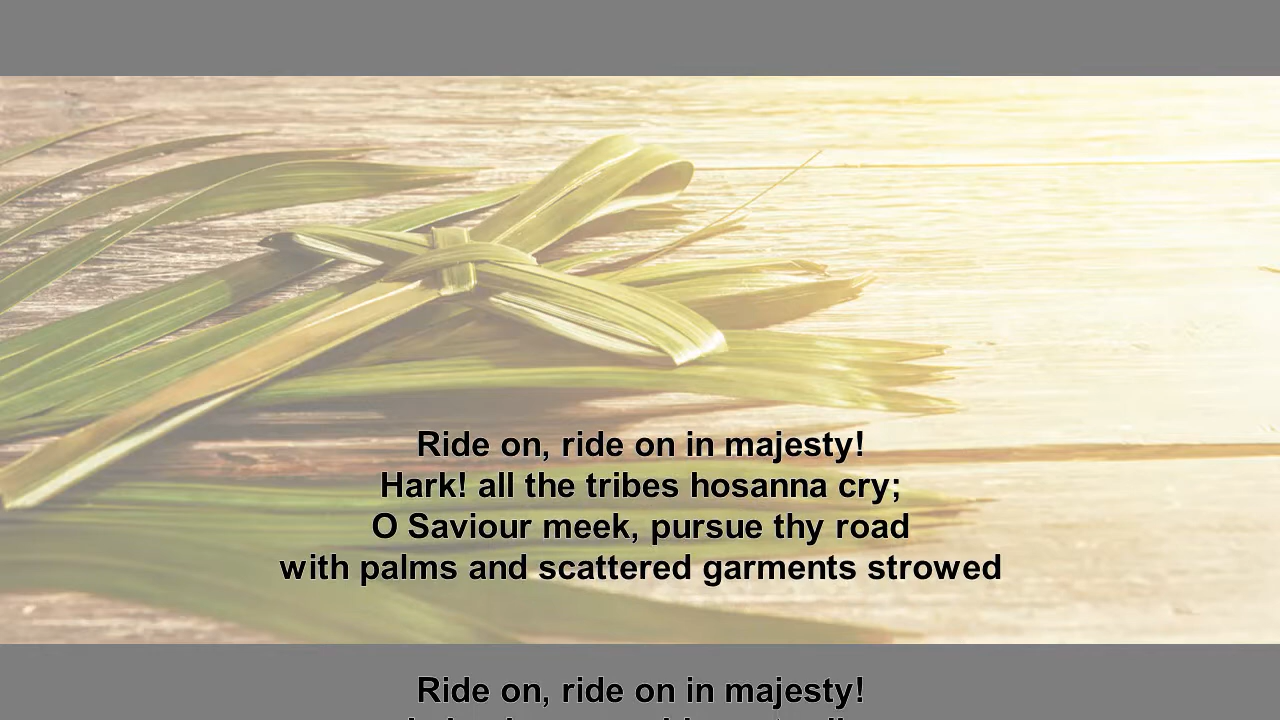 Ride on, ride on in majesty!
Hark! all the tribes hosanna cry;
O Saviour meek, pursue thy road
with palms and scattered garments strowed
Ride on, ride on in majesty!